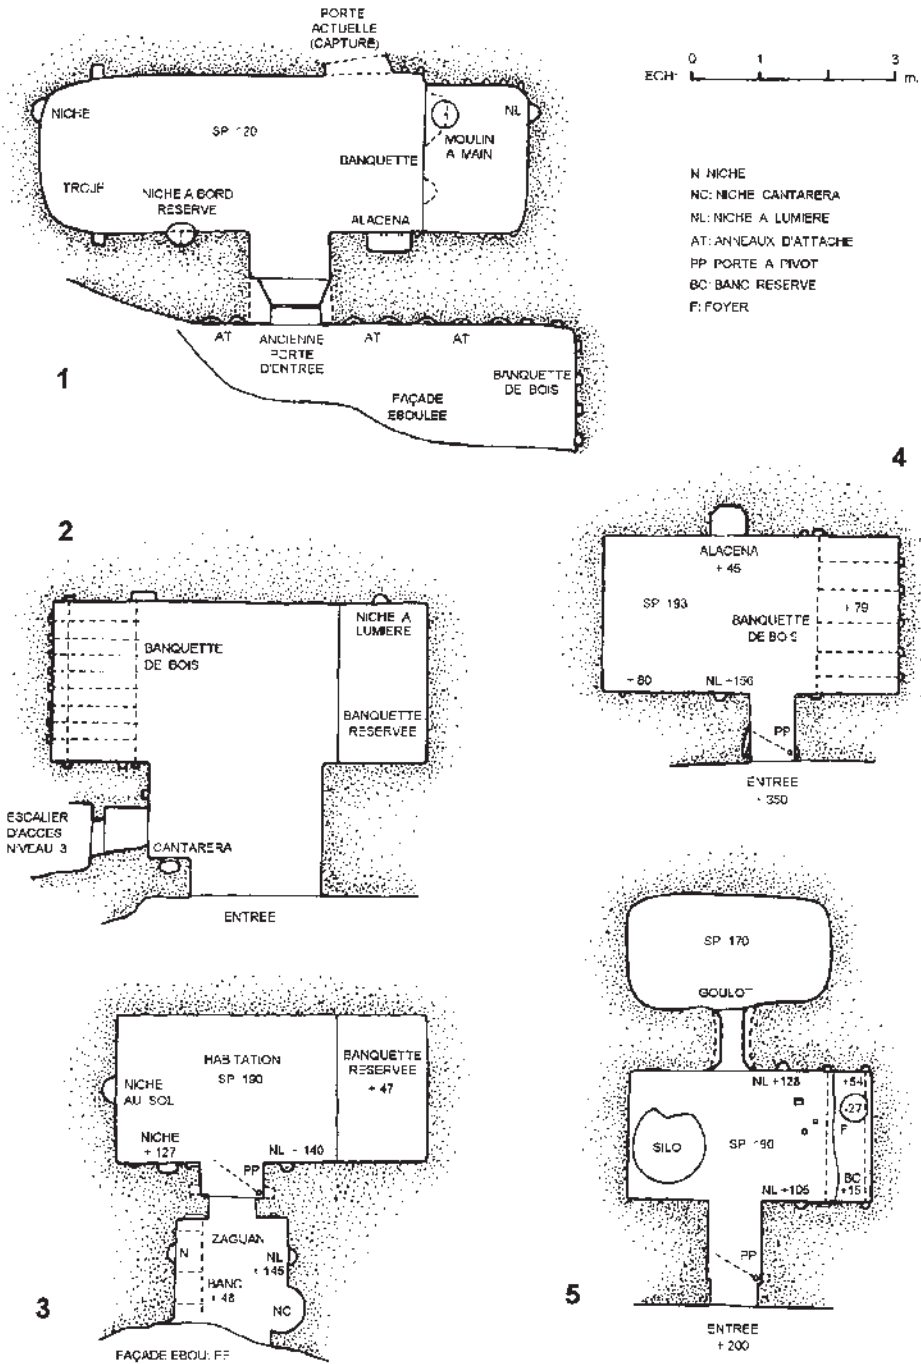 PORTE
ACTUELLE
(CAPTURE)
NICHE
SP 120
NL
MOULIN
A MAIN
BANQUETTE
TROJE
NICHE A BORD
RESERVE
ALACENA
AT
ANCIENNE
PORTE
D'ENTREE
AT
AT
BANQUETTE
DE BOIS
FAÇADE
EBOULEE
1
ECH:
0
1
3
m.
N NICHE
NC: NICHE CANTARERA
NL: NICHE A LUMIERE
AT: ANNEAUX D'ATTACHE
PP PORTE A PIVOT
BC: BANC RESERVE
F: FOYER
2
BANQUETTE
DE BOIS
NICHE A
LUMIERE
BANQUETTE
RESERVEE
ESCALIER
D'ACCES
NIVEAU 3
CANTARERA
ENTREE
4
ALACENA
+ 45
SP 193
+ 79
BANQUETTE
DE BOIS
+ 80
NL +156
PP
ENTREE
+ 350
HABITATION
SP 190
BANQUETTE
RESERVEE
+ 47
NICHE
AU SOL
NICHE
+ 127
NL + 140
PP
ZAGUAN
N
NL
+ 145
BANC
+ 48
NC
3
FAÇADE
SP 170
GOULOT
NL +128
+54
-27
F
SILO
SP 190
BC
+15
NL +105
PP
5
ENTREE
+ 200